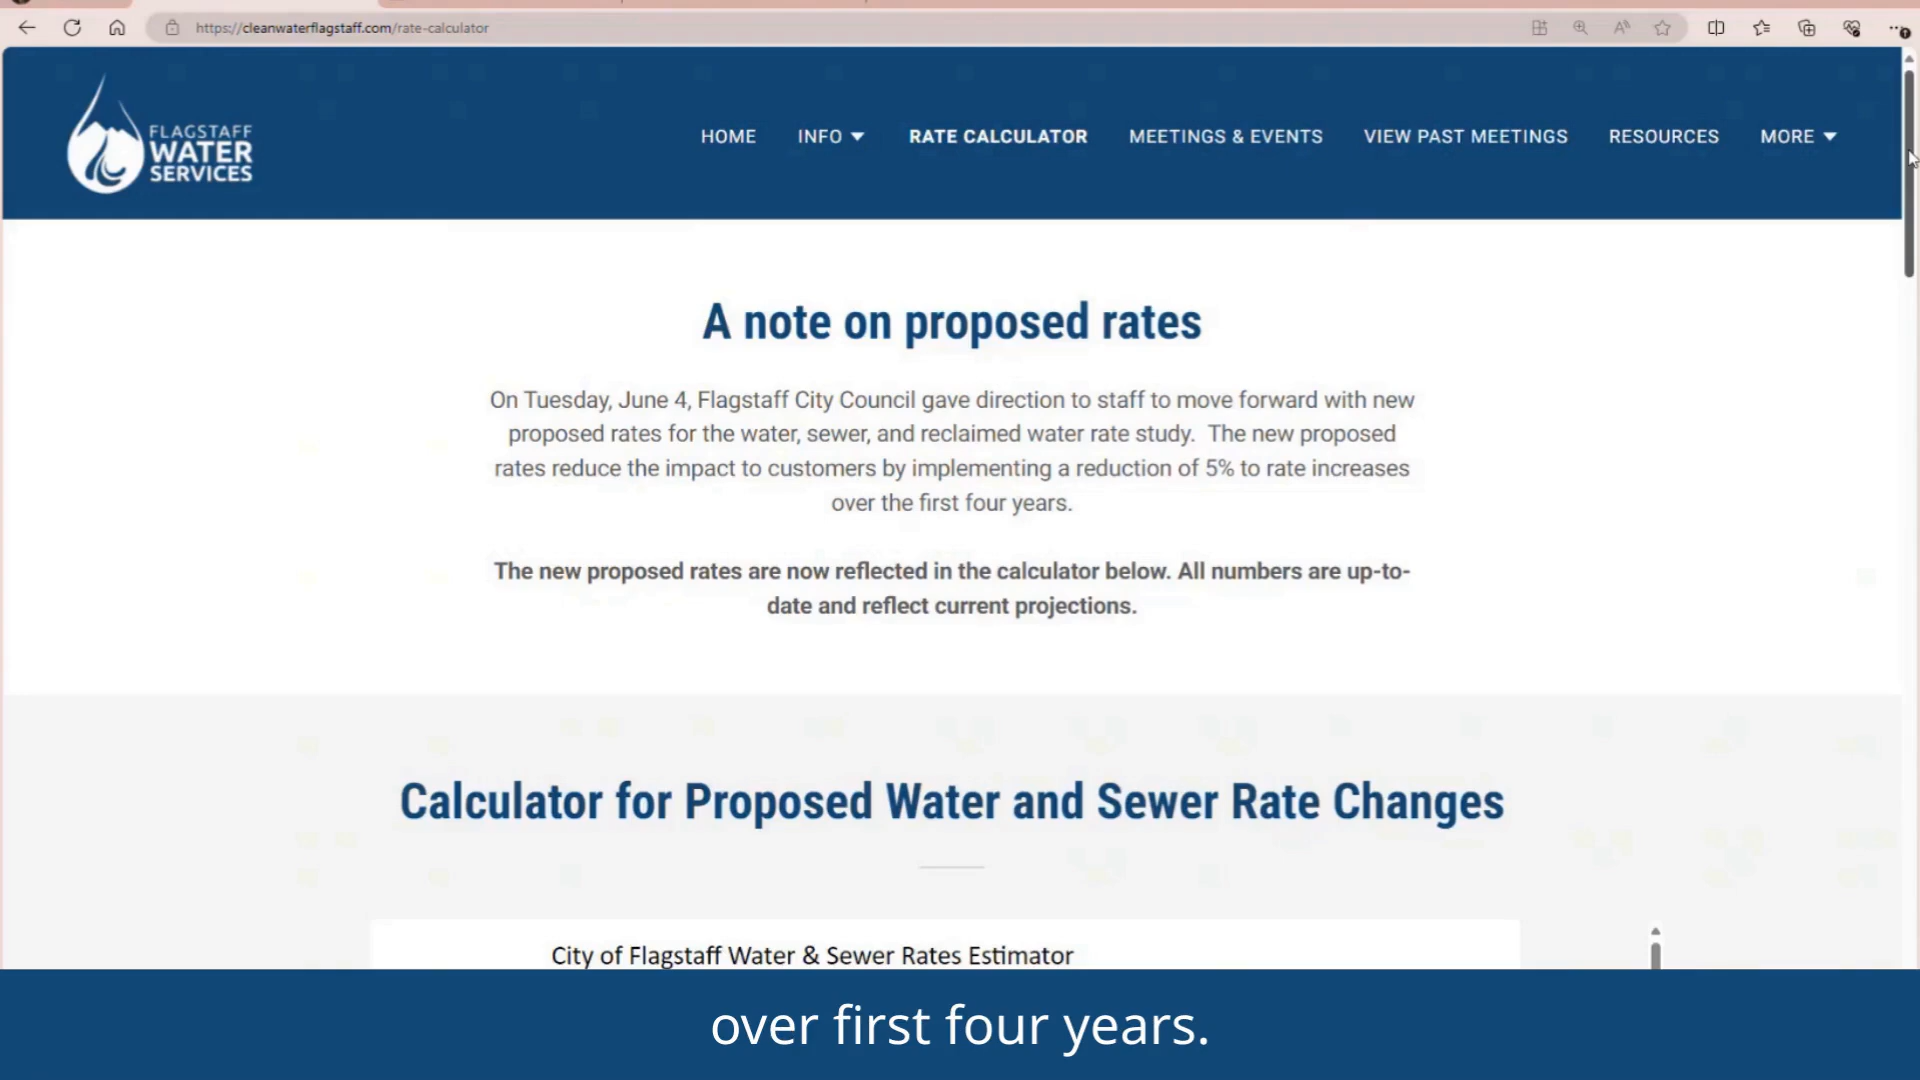 https://cleanwaterflagstaff.com/rate-calculator
FLAGSTAFF
WATER
SERVICES
HOME INFO RATE CALCULATOR MEETINGS & EVENTS VIEW PAST MEETINGS RESOURCES MORE
A note on proposed rates
On Tuesday, June 4, Flagstaff City Council gave direction to staff to move forward with new
proposed rates for the water, sewer, and reclaimed water rate study. The new proposed
rates reduce the impact to customers by implementing a reduction of 5% to rate increases
over the first four years.
The new proposed rates are now reflected in the calculator below. All numbers are up-to-
date and reflect current projections.
Calculator for Proposed Water and Sewer Rate Changes
City of Flagstaff Water & Sewer Rates Estimator
over first four years.